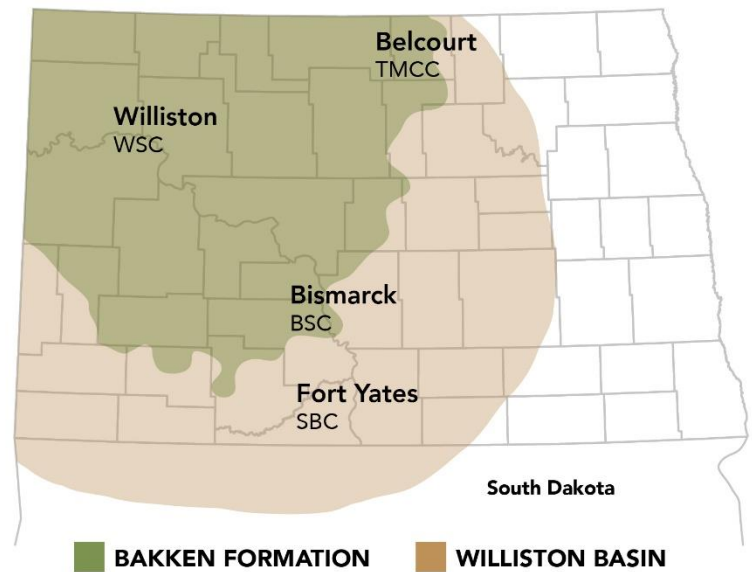 Belcourt
TMCC
Williston
WSC
Bismarck
BSC
Fort Yates
SBC
South Dakota
BAKKEN FORMATION
WILLISTON BASIN